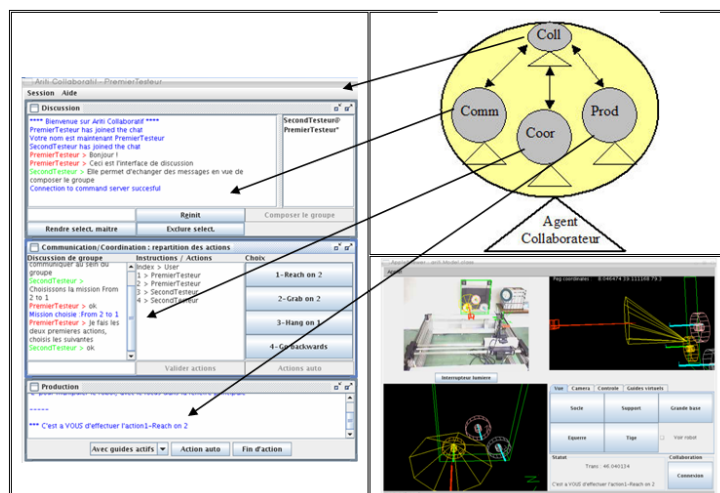 Ariti Collaboratif - PremierTesteur
Session Aide
Discussion
**** Bienvenue sur Ariti Collaboratif ****
PremierTesteur has joined the chat
Votre nom est maintenant PremierTesteur
SecondTesteur has joined the chat
PremierTesteur > Bonjour !
PremierTesteur > Ceci est l'interface de discussion
SecondTesteur > Elle permet d'echanger des messages en vue de
composer le groupe
Connection to command server succesful
SecondTesteur@
PremierTesteur*
Reinit
Composer le groupe
Rendre select. maitre
Exclure select.
Communication/Coordination : repartition des actions
Discussion de groupe
communiquer au sein du
groupe
SecondTesteur >
Choisissons la mission From
2 to 1
PremierTesteur > ok
Mission choisie :From 2 to 1
PremierTesteur > Je fais les
deux premieres actions,
choisis les suivantes
SecondTesteur > ok
Instructions / Actions
Index > User
1 > PremierTesteur
2 > PremierTesteur
3 > SecondTesteur
4 > SecondTesteur
Choix
1-Reach on 2
2-Grab on 2
3-Hang on 1
4-Go backwards
Valider actions
Actions auto
Production
-----
*** C'est a VOUS d'effectuer l'action1-Reach on 2
Avec guides actifs
Action auto
Fin d'action
Coll
Comm
Coor
Prod
Agent
Collaborateur
Interrupteur lumiere
Vue Camera Controle Guides virtuels
Socle
Support
Grande base
Equerre
Tige
Voir robot
Statut
Trans : 46.040134
C'est a VOUS d'effectuer l'action1-Reach on 2
Collaboration
Connexion